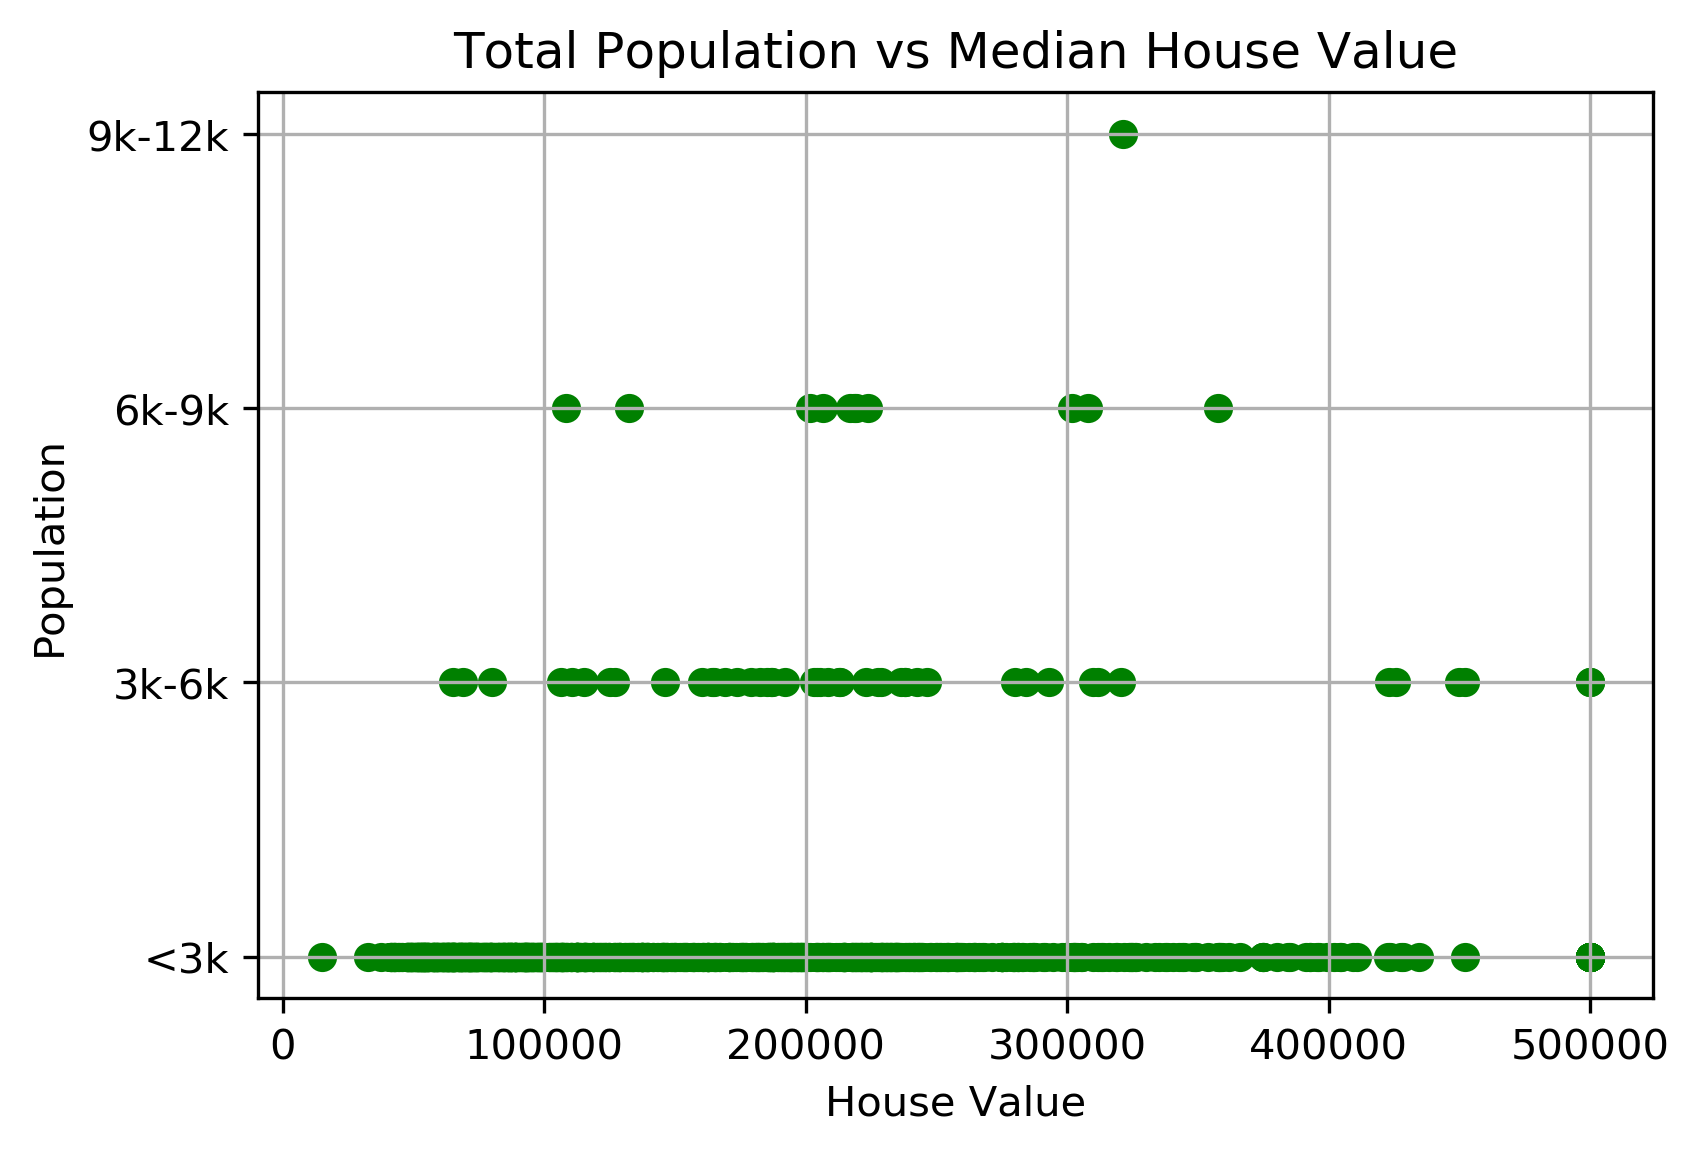 Total Population vs Median House Value
9k-12k
6k-9k
3k-6k
<3k
Population
0 100000 200000 300000 400000 500000
House Value